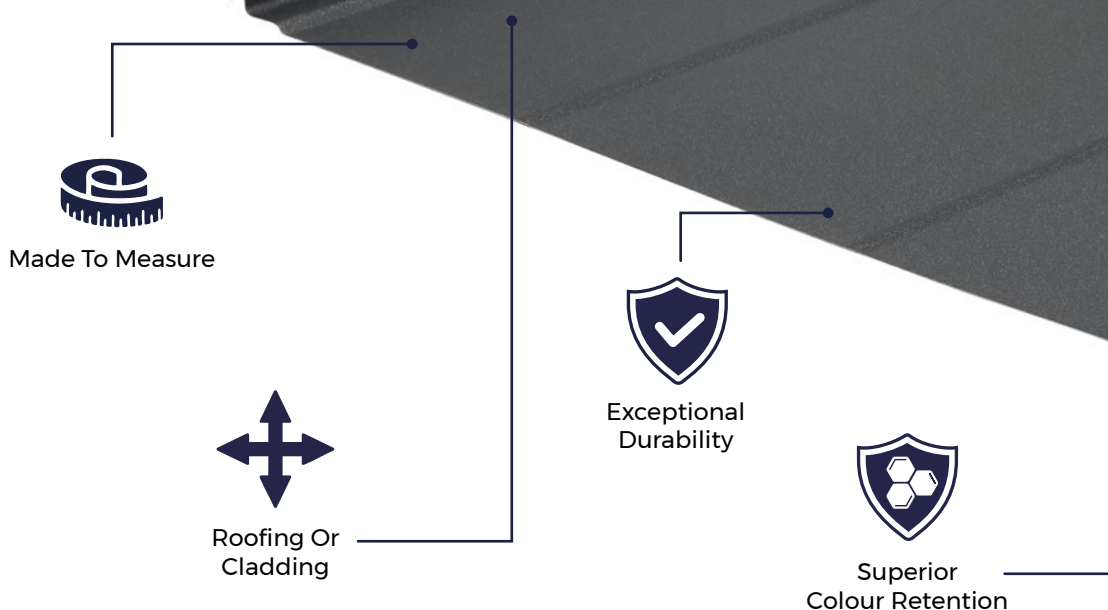 Made To Measure
Exceptional
Durability
Roofing Or
Cladding
Superior
Colour Retention